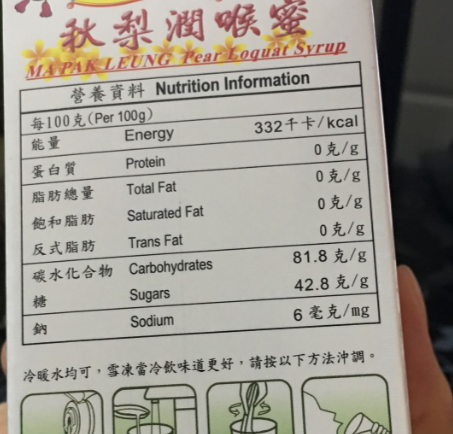 秋梨潤喉蜜
MA PAK LEUNG Pear Loquat Syrup
營養資料 Nutrition Information
每100克(Per 100g)
能量 Energy 332千卡/kcal
蛋白質 Protein 0克/g
脂肪總量 Total Fat 0克/g
飽和脂肪 Saturated Fat 0克/g
反式脂肪 Trans Fat 0克/g
碳水化合物 Carbohydrates 81.8克/g
糖 Sugars 42.8克/g
鈉 Sodium 6毫克/mg
冷暖水均可，雪凍當冷飲味道更好，請按以下方法沖調。